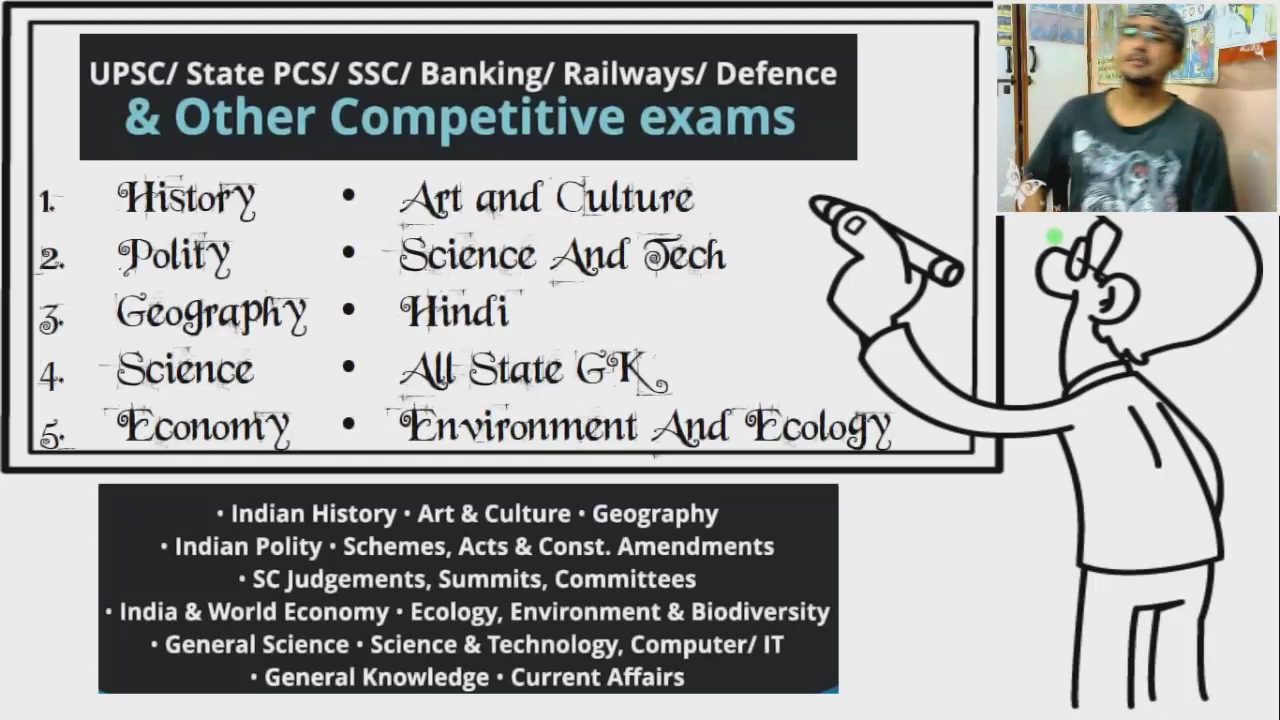 UPSC/ State PCS/ SSC/ Banking/ Railways/ Defence
& Other Competitive exams
1. History • Art and Culture
2. Polity • Science And Tech
3. Geography • Hindi
4. Science • All State GK
5. Economy • Environment And Ecology
• Indian History • Art & Culture • Geography
• Indian Polity • Schemes, Acts & Const. Amendments
• SC Judgements, Summits, Committees
• India & World Economy • Ecology, Environment & Biodiversity
• General Science • Science & Technology, Computer/ IT
• General Knowledge • Current Affairs